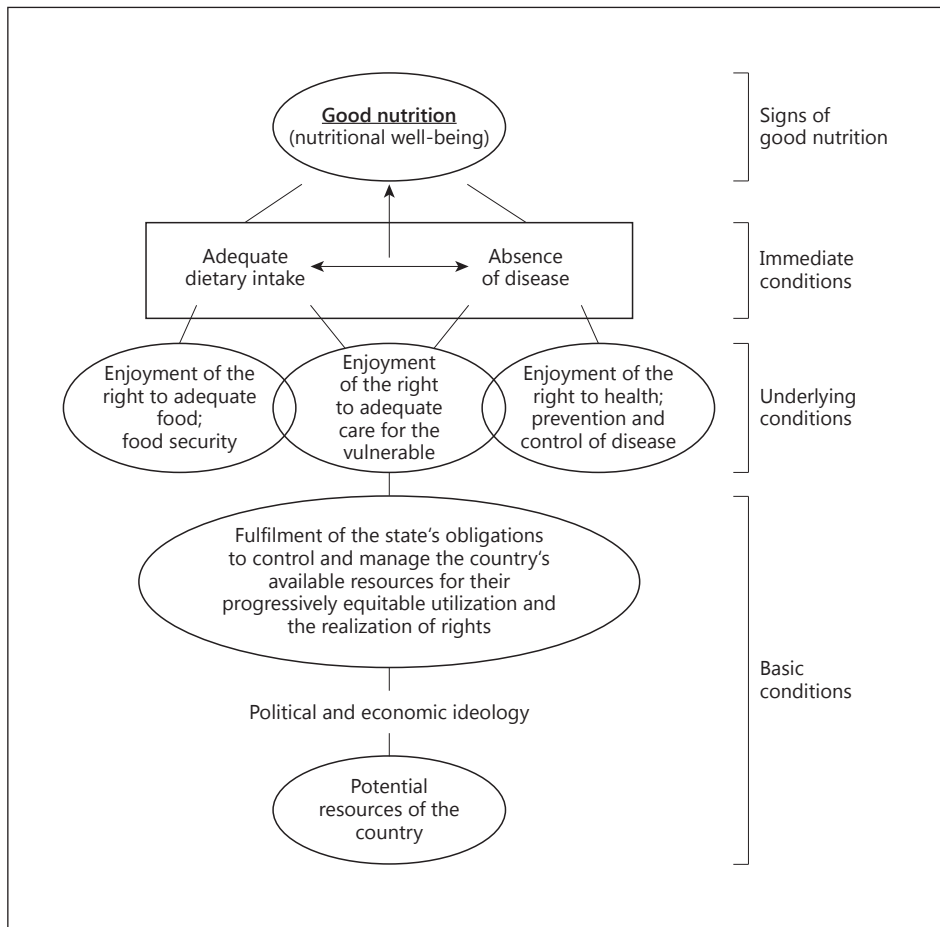 Good nutrition
(nutritional well-being)
Signs of
good nutrition
Adequate
dietary intake
Absence
of disease
Immediate
conditions
Enjoyment of the
right to adequate
food;
food security
Enjoyment
of the right
to adequate
care for the
vulnerable
Enjoyment of the
right to health;
prevention and
control of disease
Underlying
conditions
Fulfilment of the state‘s obligations
to control and manage the country‘s
available resources for their
progressively equitable utilization and
the realization of rights
Political and economic ideology
Potential
resources of the
country
Basic
conditions